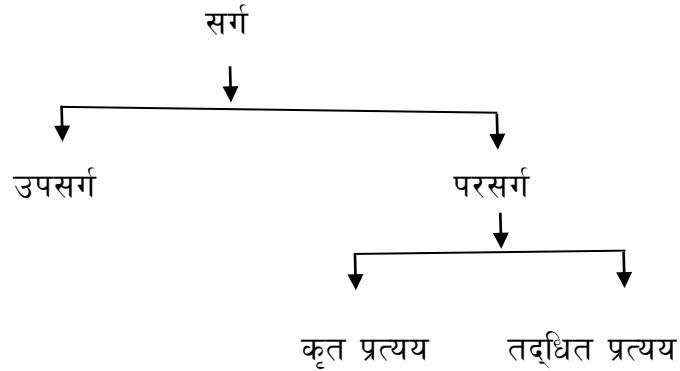 सर्ग
उपसर्ग परसर्ग
कृत प्रत्यय तद्‌धित प्रत्यय